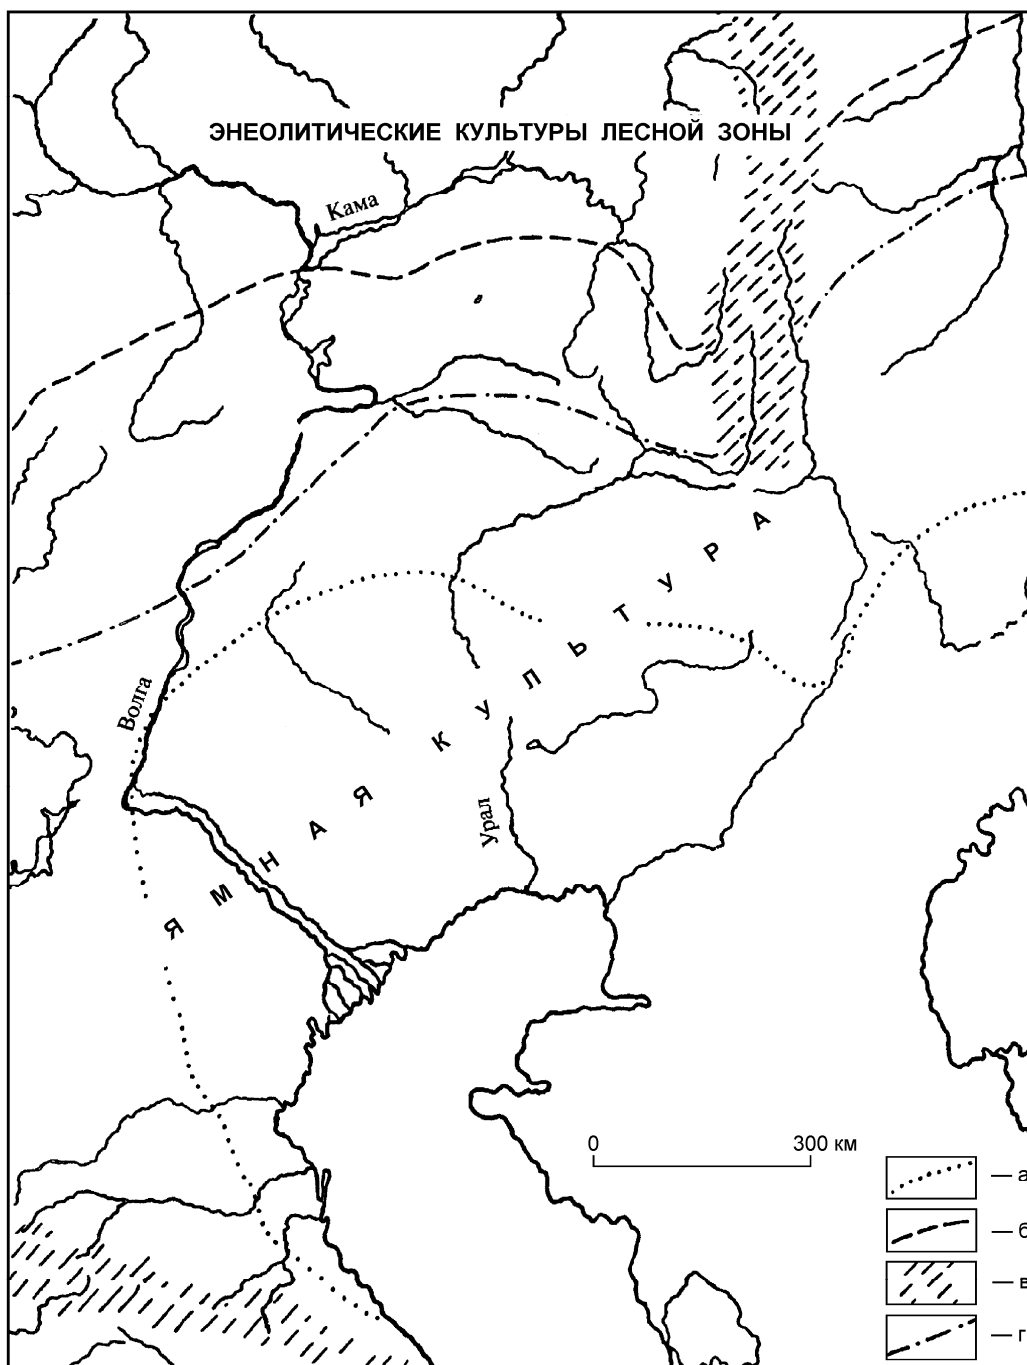 ЭНЕОЛИТИЧЕСКИЕ КУЛЬТУРЫ ЛЕСНОЙ ЗОНЫ
Кама
Волга
Урал
ЯМНАЯ КУЛЬТУРА
0 300 км
— а
— б
— в
— г